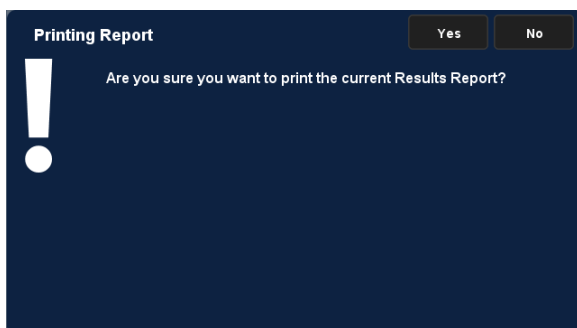 Printing Report
Yes
No
Are you sure you want to print the current Results Report?